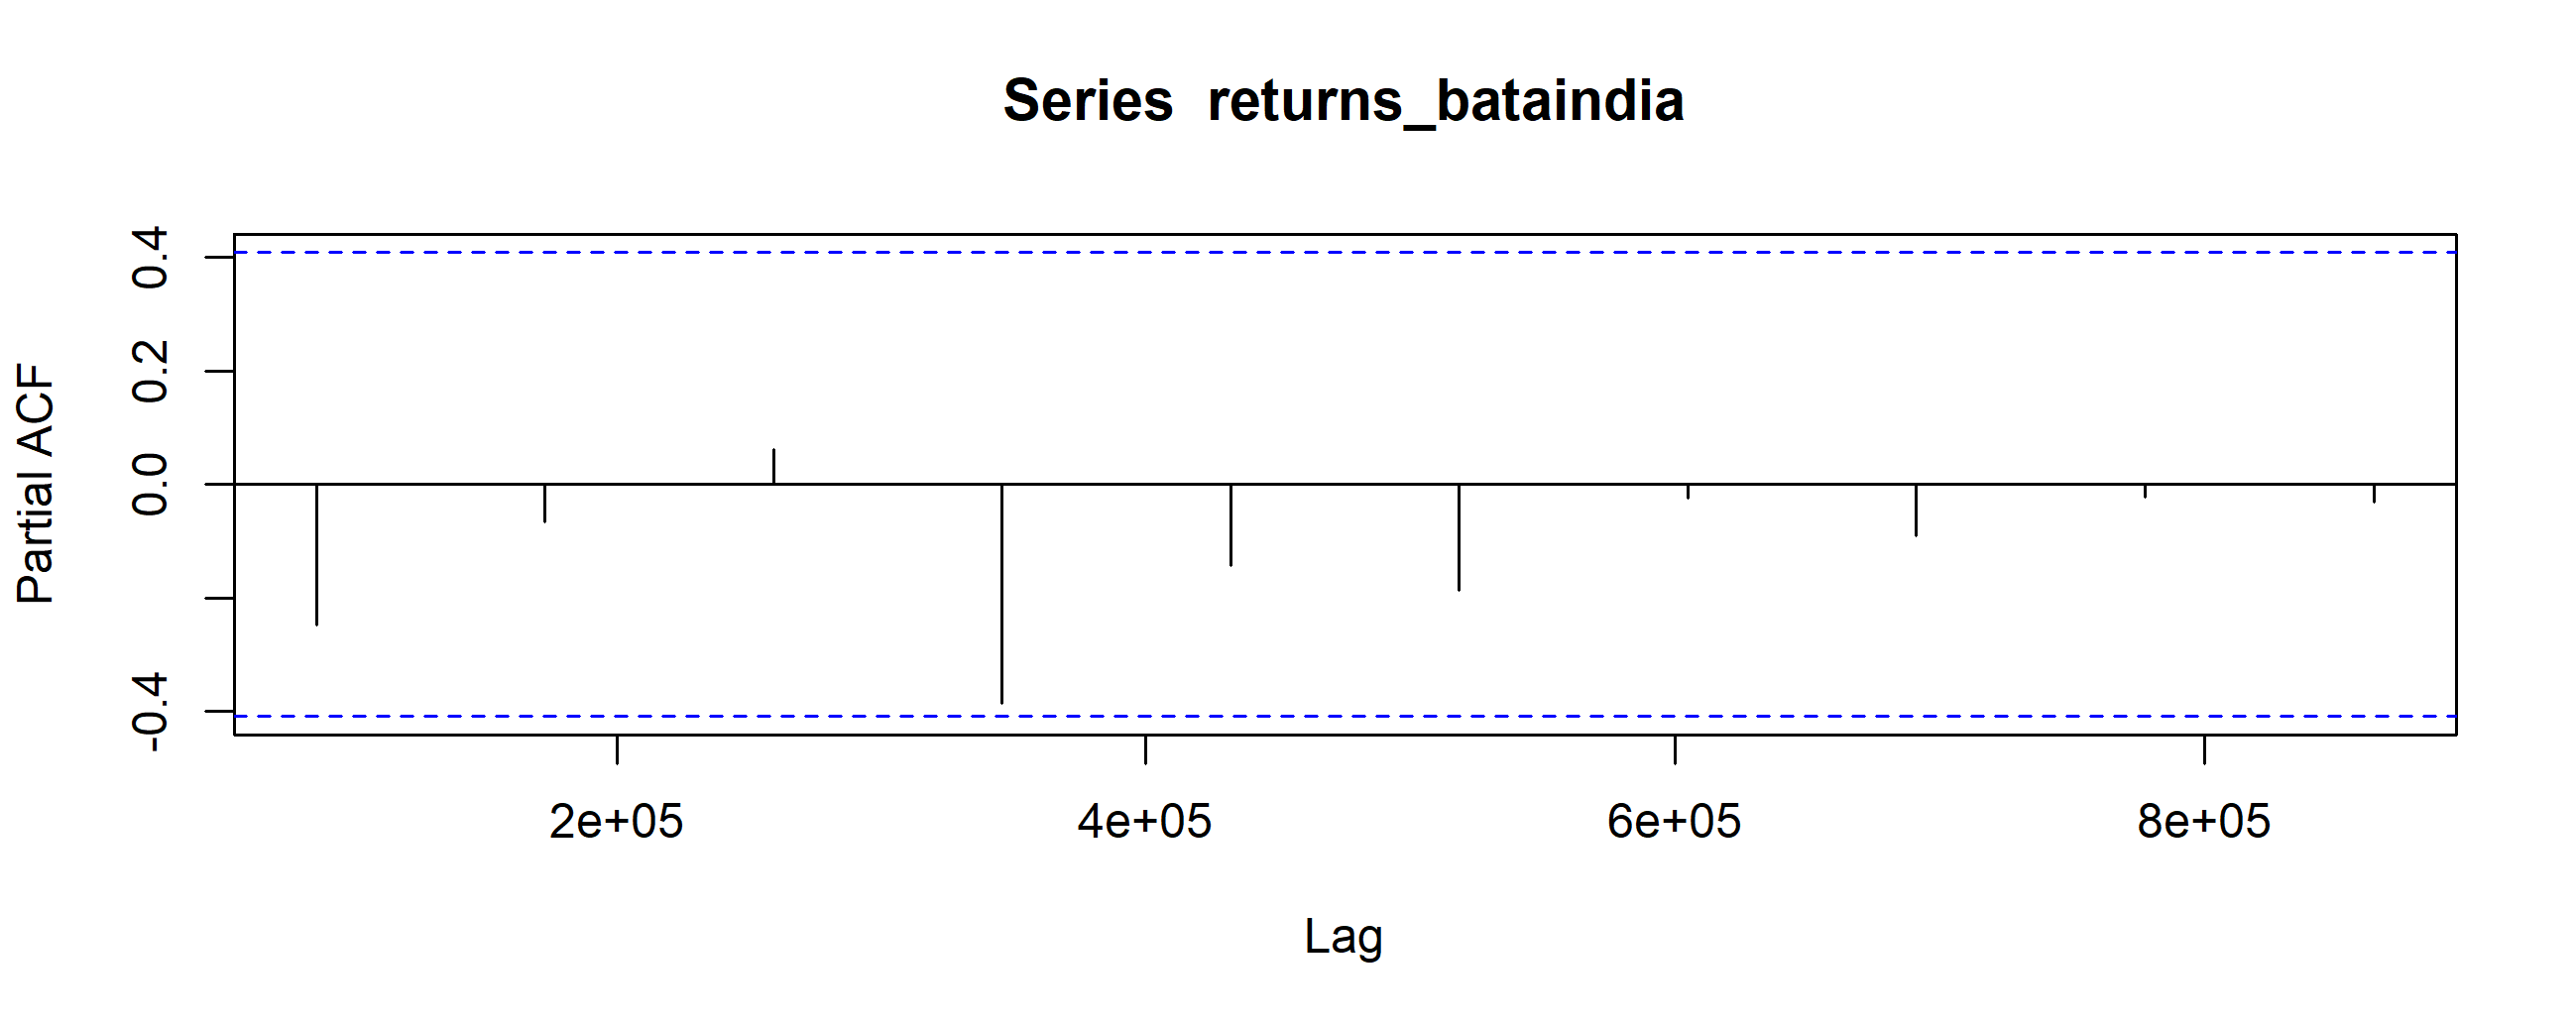 Series  returns_bataindia
Partial ACF
0.4
0.2
0.0
-0.4
2e+05 4e+05 6e+05 8e+05
Lag